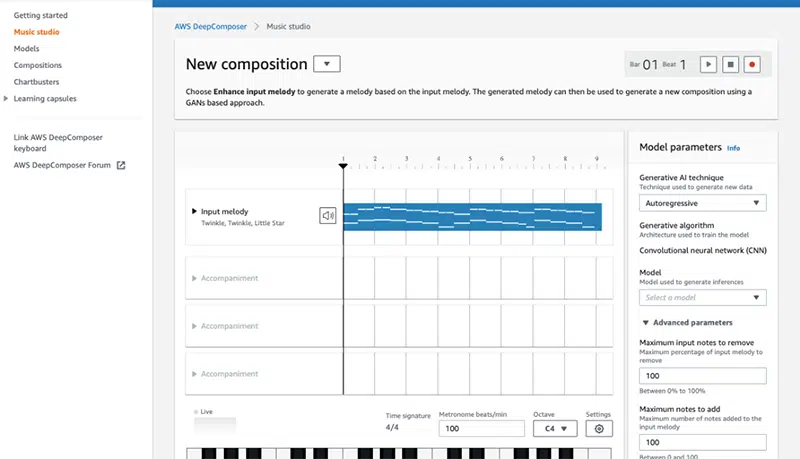 Getting started
Music studio
Models
Compositions
Chartbusters
Learning capsules
Link AWS DeepComposer
keyboard
AWS DeepComposer Forum
AWS DeepComposer > Music studio
New composition
Bar 01 Beat 1
Choose Enhance input melody to generate a melody based on the input melody. The generated melody can then be used to generate a new composition using a
GANs based approach.
1 2 3 4 5 6 7 8 9
Input melody
Twinkle, Twinkle, Little Star
Accompaniment
Accompaniment
Accompaniment
Live
Time signature
4/4
Metronome beats/min
100
Octave
C4
Settings
Model parameters Info
Generative AI technique
Technique used to generate new data
Autoregressive
Generative algorithm
Architecture used to train the model
Convolutional neural network (CNN)
Model
Model used to generate inferences
Select a model
Advanced parameters
Maximum input notes to remove
Maximum percentage of input melody to
remove
100
Between 0% to 100%
Maximum notes to add
Maximum number of notes added to the
input melody
100
Between 0 and 100